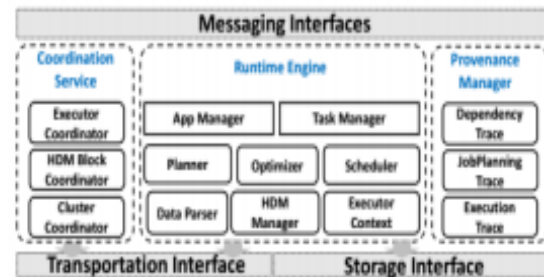 Messaging Interfaces
Coordination
Service
Executor
Coordinator
HDM Block
Coordinator
Cluster
Coordinator
Runtime Engine
App Manager
Task Manager
Planner
Optimizer
Scheduler
Data Parser
HDM
Manager
Executor
Context
Provenance
Manager
Dependency
Trace
JobPlanning
Trace
Execution
Trace
Transportation Interface
Storage Interface